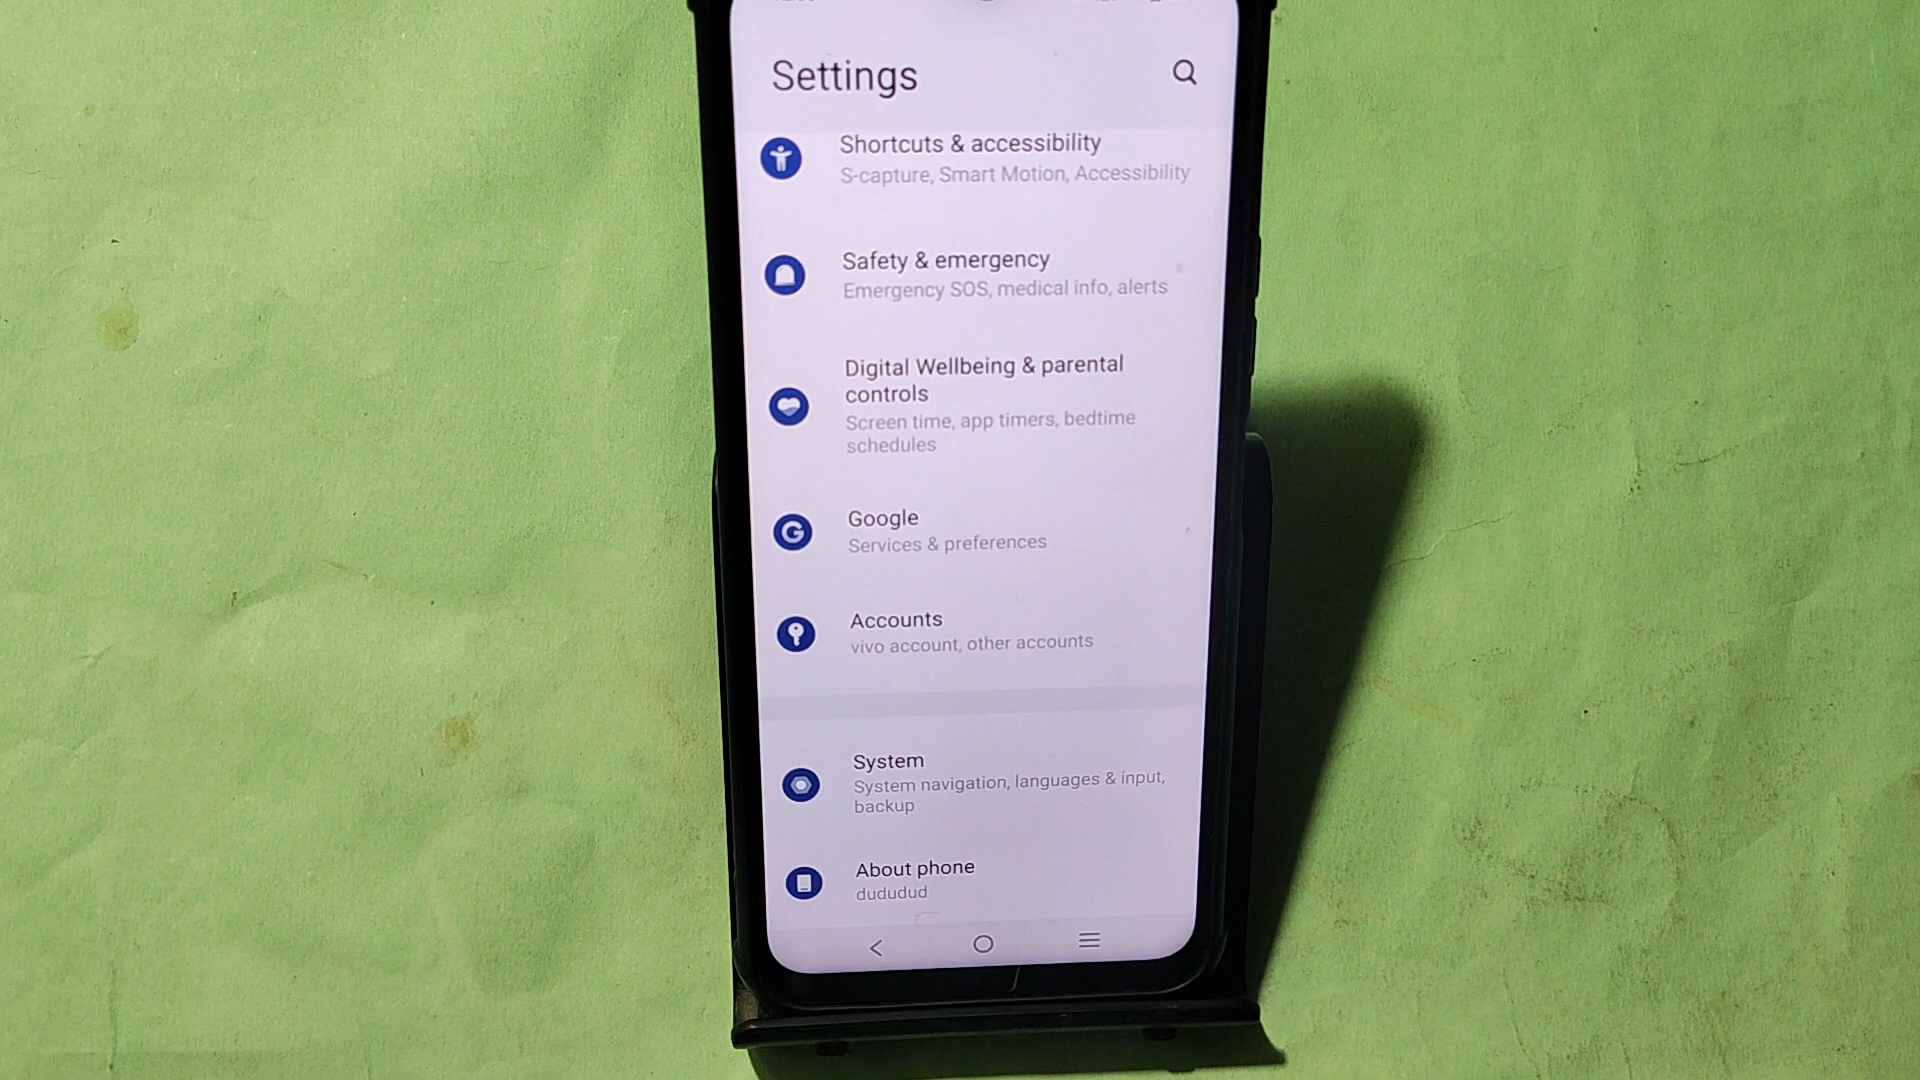 Settings
Shortcuts & accessibility
S-capture, Smart Motion, Accessibility
Safety & emergency
Emergency SOS, medical info, alerts
Digital Wellbeing & parental
controls
Screen time, app timers, bedtime
schedules
Google
Services & preferences
Accounts
vivo account, other accounts
System
System navigation, languages & input,
backup
About phone
dududud